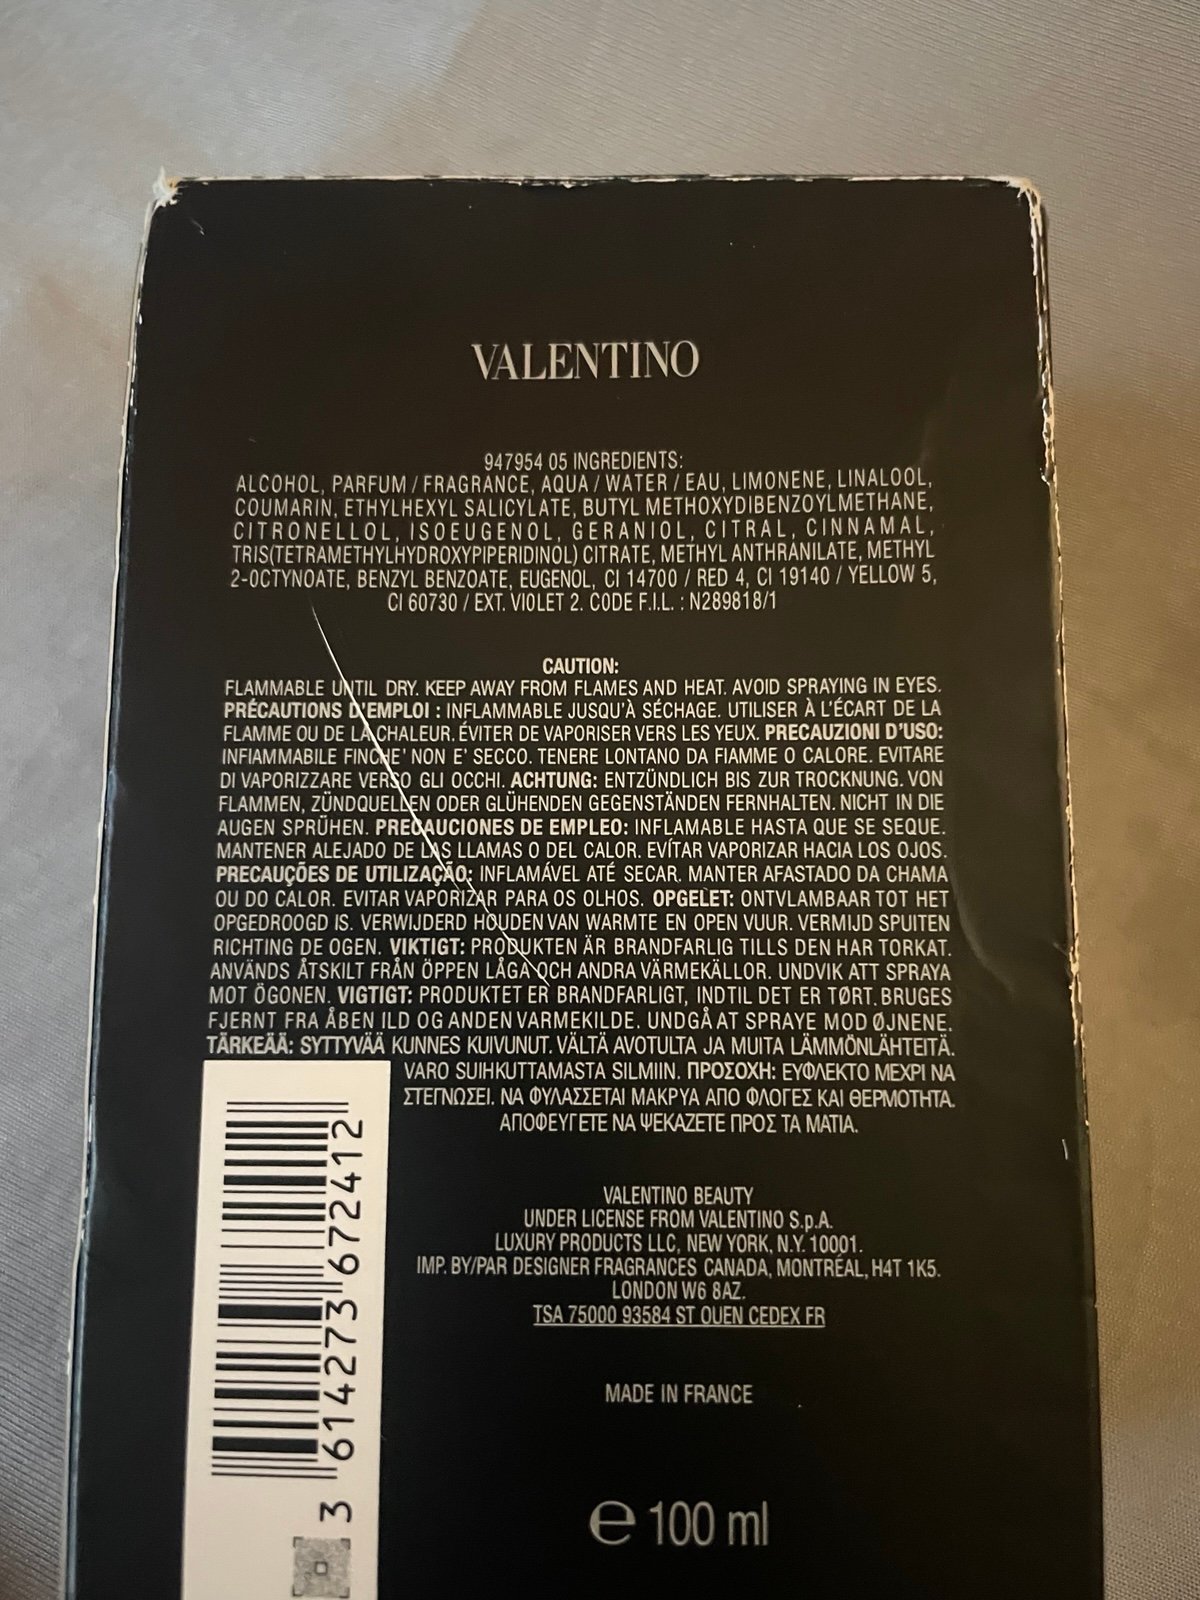 VALENTINO
947954 05 INGREDIENTS:
ALCOHOL, PARFUM / FRAGRANCE, AQUA / WATER / EAU, LIMONENE, LINALOOL,
COUMARIN, ETHYLHEXYL SALICYLATE, BUTYL METHOXYDIBENZOYLMETHANE,
CITRONELLOL, ISOEUGENOL, GERANIOL, CITRAL, CINNAMAL,
TRIS(TETRAMETHYLHYDROXYPIPERIDINOL) CITRATE, METHYL ANTHRANILATE, METHYL
2-OCTYNOATE, BENZYL BENZOATE, EUGENOL, CI 14700 / RED 4, CI 19140 / YELLOW 5,
CI 60730 / EXT. VIOLET 2. CODE F.I.L. : N289818/1
CAUTION:
FLAMMABLE UNTIL DRY. KEEP AWAY FROM FLAMES AND HEAT. AVOID SPRAYING IN EYES.
PRÉCAUTIONS D'EMPLOI : INFLAMMABLE JUSQU'À SÉCHAGE. UTILISER À L'ÉCART DE LA
FLAMME OU DE LA CHALEUR. ÉVITER DE VAPORISER VERS LES YEUX. PRECAUZIONI D'USO:
INFIAMMABILE FINCHE' NON E' SECCO. TENERE LONTANO DA FIAMME O CALORE. EVITARE
DI VAPORIZZARE VERSO GLI OCCHI. ACHTUNG: ENTZÜNDLICH BIS ZUR TROCKNUNG. VON
FLAMMEN, ZÜNDQUELLEN ODER GLÜHENDEN GEGENSTÄNDEN FERNHALTEN. NICHT IN DIE
AUGEN SPRÜHEN. PRECAUCIONES DE EMPLEO: INFLAMABLE HASTA QUE SE SEQUE.
MANTENER ALEJADO DE LAS LLAMAS O DEL CALOR. EVÍTAR VAPORIZAR HACIA LOS OJOS.
PRECAUÇÕES DE UTILIZAÇÃO: INFLAMÁVEL ATÉ SECAR. MANTER AFASTADO DA CHAMA
OU DO CALOR. EVITAR VAPORIZAR PARA OS OLHOS. OPGELET: ONTVLAMBAAR TOT HET
OPGEDROOGD IS. VERWIJDERD HOUDEN VAN WARMTE EN OPEN VUUR. VERMIJD SPUITEN
RICHTING DE OGEN. VIKTIGT: PRODUKTEN ÄR BRANDFARLIG TILLS DEN HAR TORKAT.
ANVÄNDS ÅTSKILT FRÅN ÖPPEN LÅGA OCH ANDRA VÄRMEKÄLLOR. UNDVIK ATT SPRAYA
MOT ÖGONEN. VIGTIGT: PRODUKTET ER BRANDFARLIGT, INDTIL DET ER TØRT. BRUGES
FJERNT FRA ÅBEN ILD OG ANDEN VARMEKILDE. UNDGÅ AT SPRAYE MOD ØJNENE.
TÄRKEÄÄ: SYTTYVÄÄ KUNNES KUIVUNUT. VÄLTÄ AVOTULTA JA MUITA LÄMMÖNLÄHTEITÄ.
VARO SUIHKUTTAMASTA SILMIIN. ΠΡΟΣΟΧΗ: ΕΥΦΛΕΚΤΟ ΜΕΧΡΙ ΝΑ
ΣΤΕΓΝΩΣΕΙ. ΝΑ ΦΥΛΑΣΣΕΤΑΙ ΜΑΚΡΥΑ ΑΠΟ ΦΛΟΓΕΣ ΚΑΙ ΘΕΡΜΟΤΗΤΑ.
ΑΠΟΦΕΥΓΕΤΕ ΝΑ ΨΕΚΑΖΕΤΕ ΠΡΟΣ ΤΑ ΜΑΤΙΑ.
3 614273 672412
VALENTINO BEAUTY
UNDER LICENSE FROM VALENTINO S.p.A.
LUXURY PRODUCTS LLC, NEW YORK, N.Y. 10001.
IMP. BY/PAR DESIGNER FRAGRANCES CANADA, MONTRÉAL, H4T 1K5.
LONDON W6 8AZ.
TSA 75000 93584 ST OUEN CEDEX FR
MADE IN FRANCE
℮ 100 ml